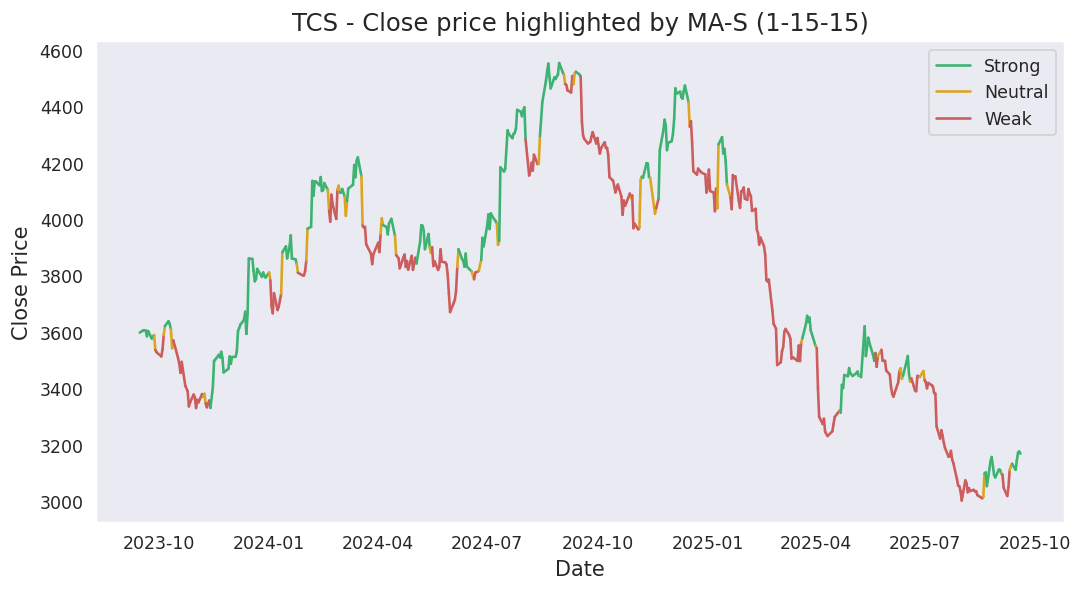 TCS - Close price highlighted by MA-S (1-15-15)
Strong
Neutral
Weak
Close Price
4600
4400
4200
4000
3800
3600
3400
3200
3000
2023-10 2024-01 2024-04 2024-07 2024-10 2025-01 2025-04 2025-07 2025-10
Date